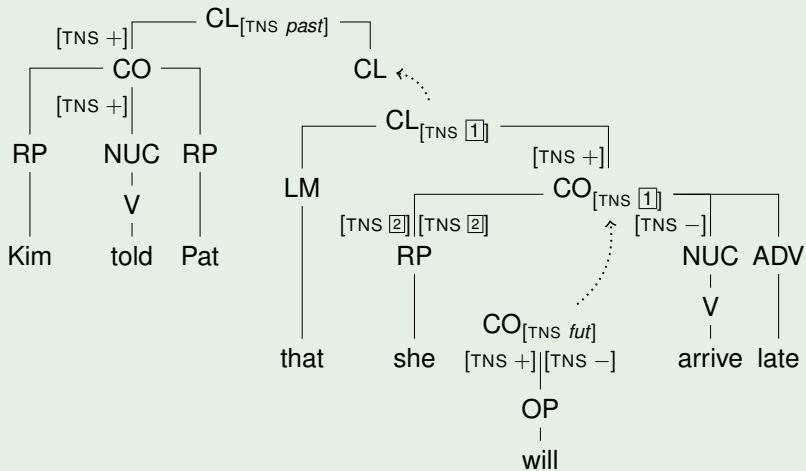 CL[TNS past]
[TNS +]
CO CL
[TNS +]
CL[TNS 1]
[TNS +]
RP NUC RP
LM CO[TNS 1]
V
[TNS 2] [TNS 2] [TNS −]
Kim told Pat RP NUC ADV
V
CO[TNS fut]
that she [TNS +] [TNS −] arrive late
OP
will